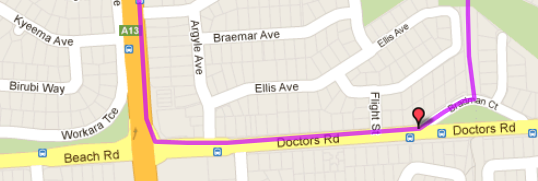 Kyeema Ave
A13
Argyle Ave
Braemar Ave
Ellis Ave
Birubi Way
Ellis Ave
Flight St
Braeman Ct
Workara Tce
Beach Rd
Doctors Rd
Doctors Rd